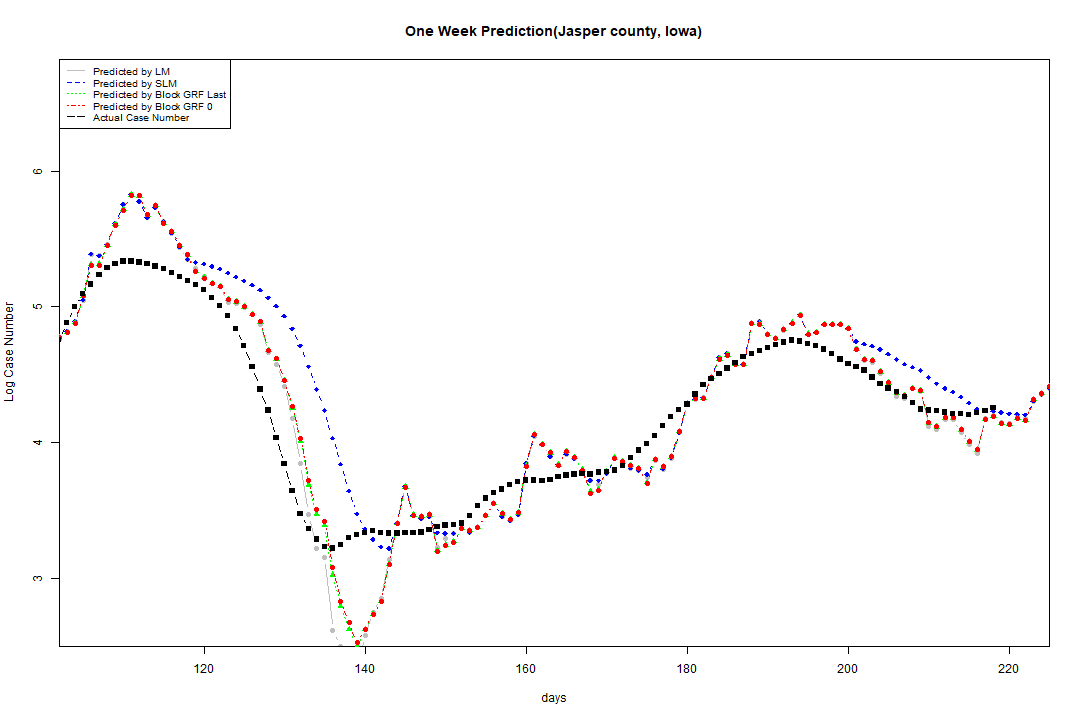 One Week Prediction(Jasper county, Iowa)
Predicted by LM
Predicted by SLM
Predicted by Block GRF Last
Predicted by Block GRF 0
Actual Case Number
6
5
4
3
Log Case Number
120 140 160 180 200 220
days